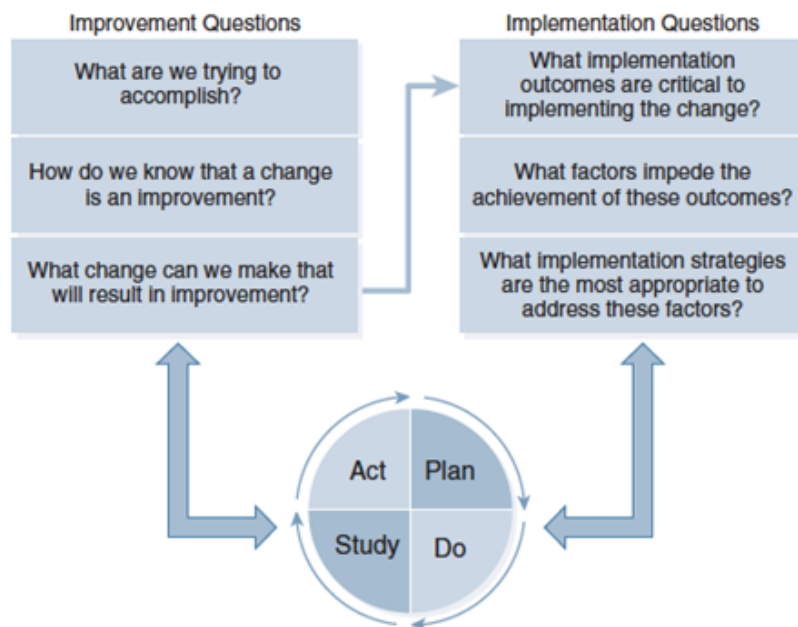 Improvement Questions
What are we trying to
accomplish?
How do we know that a change
is an improvement?
What change can we make that
will result in improvement?
Implementation Questions
What implementation
outcomes are critical to
implementing the change?
What factors impede the
achievement of these outcomes?
What implementation strategies
are the most appropriate to
address these factors?
Act
Plan
Study
Do